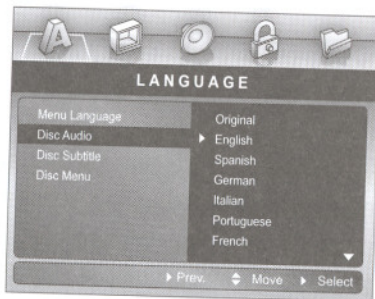 A
LANGUAGE
Menu Language
Disc Audio
Disc Subtitle
Disc Menu
Original
English
Spanish
German
Italian
Portuguese
French
Prev. Move Select